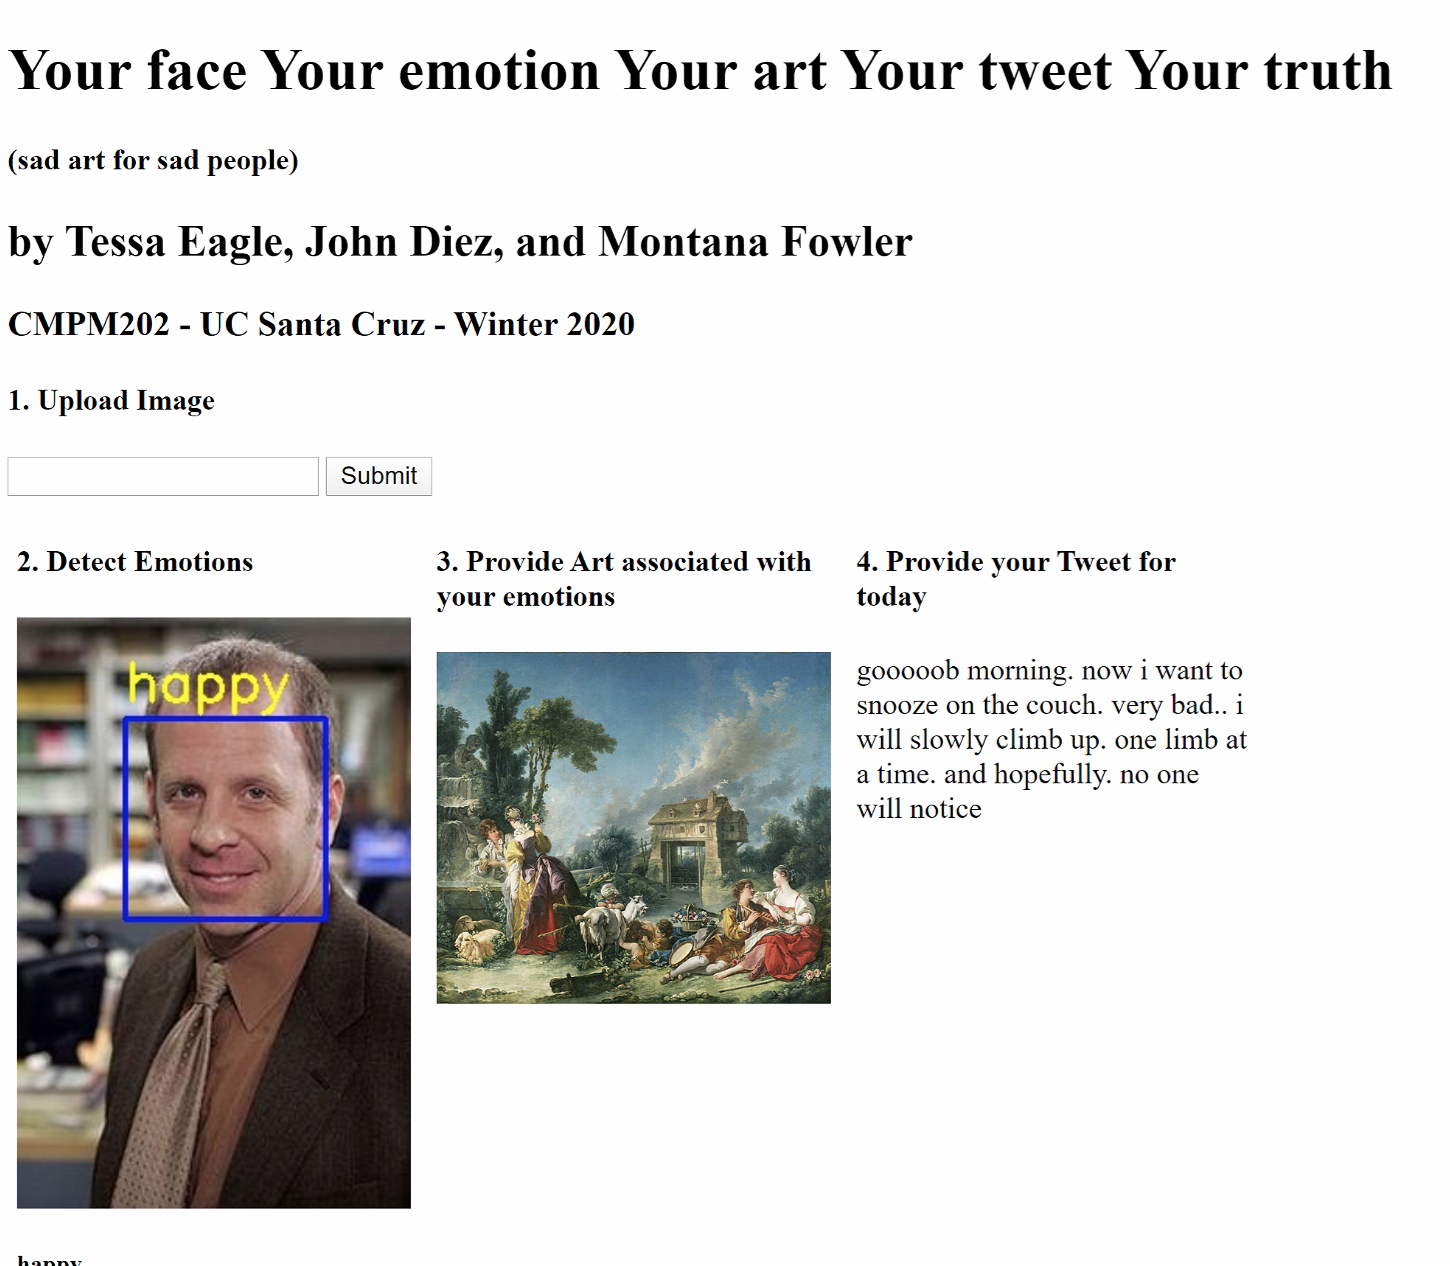 Your face Your emotion Your art Your tweet Your truth
(sad art for sad people)
by Tessa Eagle, John Diez, and Montana Fowler
CMPM202 - UC Santa Cruz - Winter 2020
1. Upload Image
Submit
2. Detect Emotions
happy
happy
3. Provide Art associated with
your emotions
4. Provide your Tweet for
today
gooooob morning. now i want to
snooze on the couch. very bad.. i
will slowly climb up. one limb at
a time. and hopefully. no one
will notice